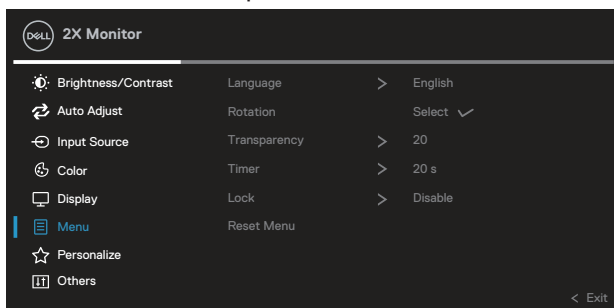 DELL 2X Monitor
Brightness/Contrast Language > English
Auto Adjust Rotation Select ✓
Input Source Transparency > 20
Color Timer > 20 s
Display Lock > Disable
Menu Reset Menu
Personalize
Others
< Exit